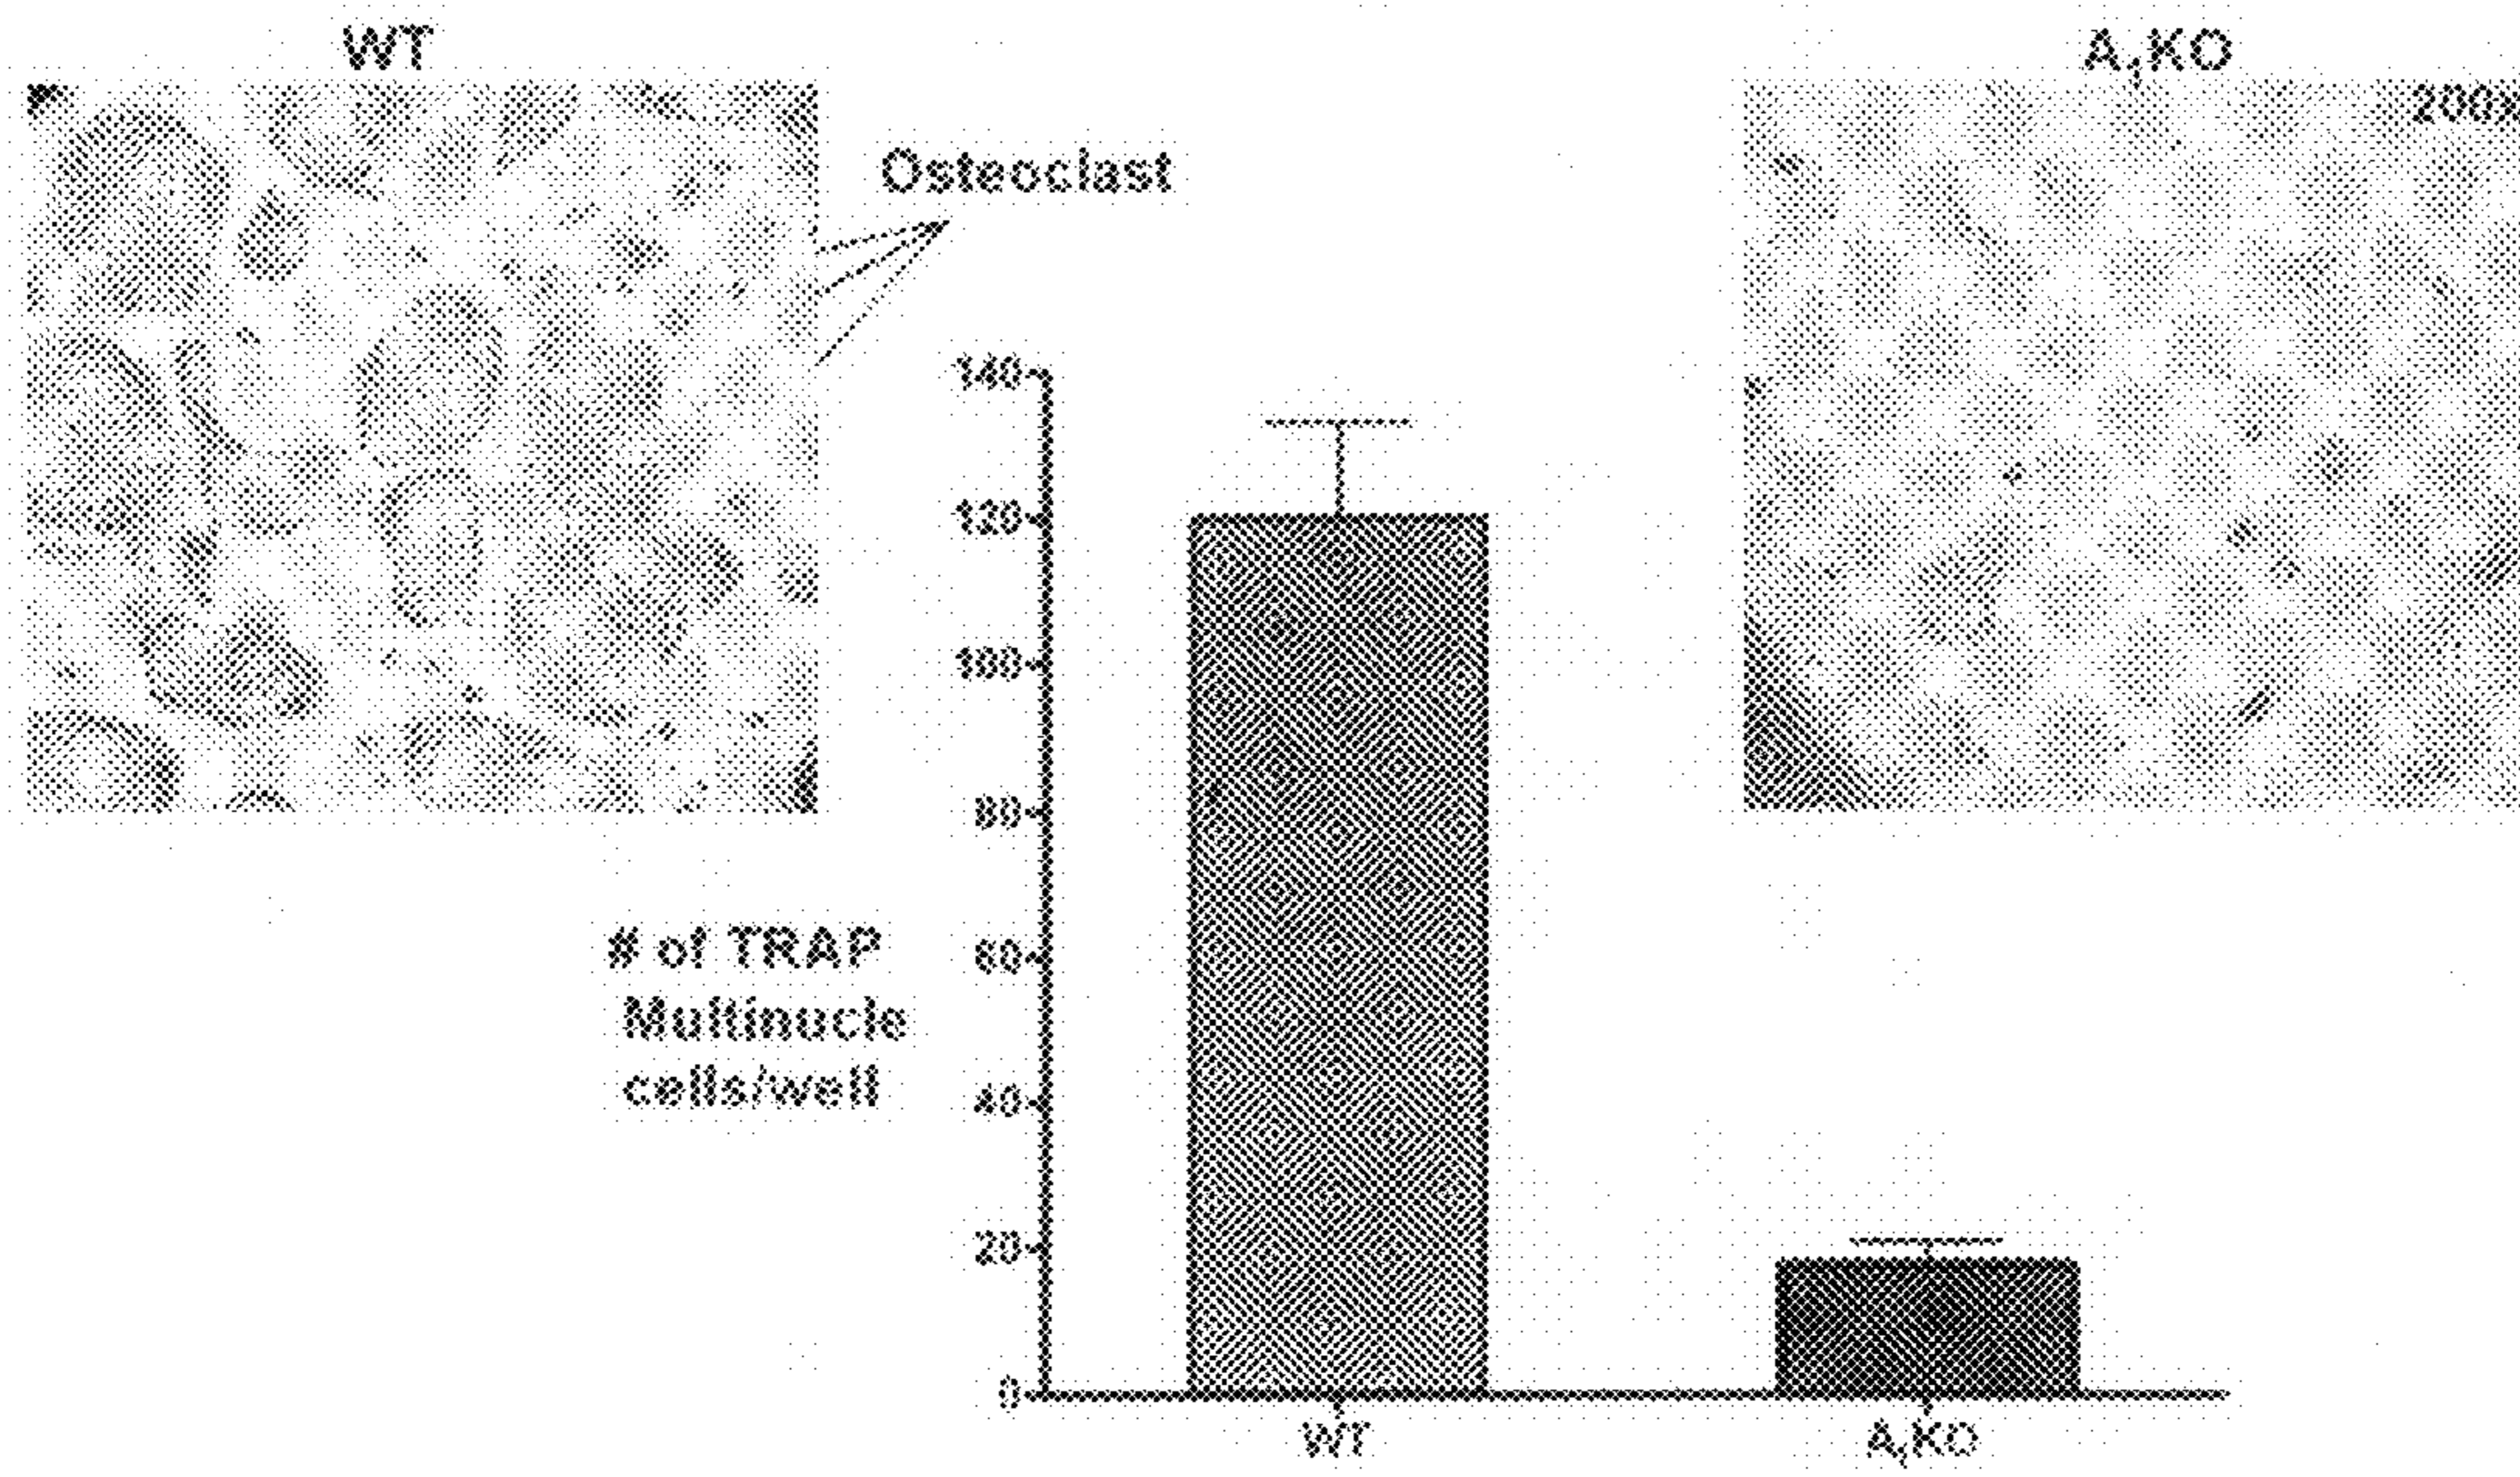 WT
A₁KO
200x
Osteoclast
140
120
100
80
60
40
20
0
# of TRAP
Multinucle
cells/well
WT
A₁KO